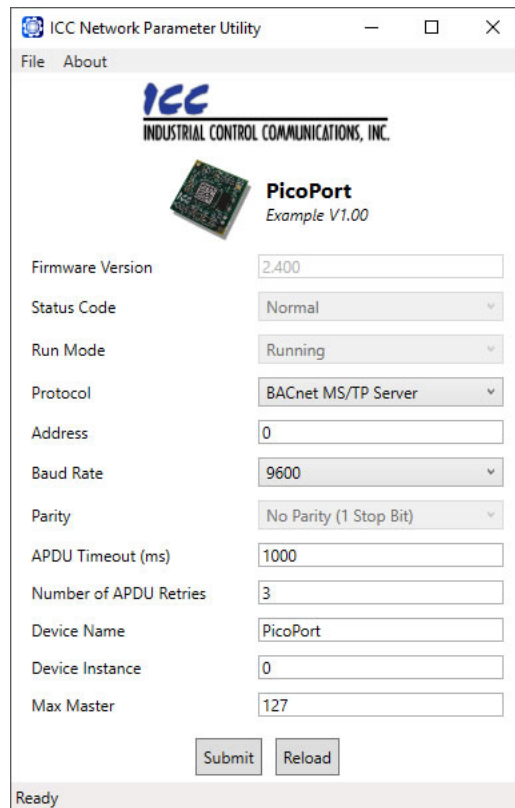 ICC Network Parameter Utility
File About
ICC
INDUSTRIAL CONTROL COMMUNICATIONS, INC.
PicoPort
Example V1.00
Firmware Version 2.400
Status Code Normal
Run Mode Running
Protocol BACnet MS/TP Server
Address 0
Baud Rate 9600
Parity No Parity (1 Stop Bit)
APDU Timeout (ms) 1000
Number of APDU Retries 3
Device Name PicoPort
Device Instance 0
Max Master 127
Submit Reload
Ready